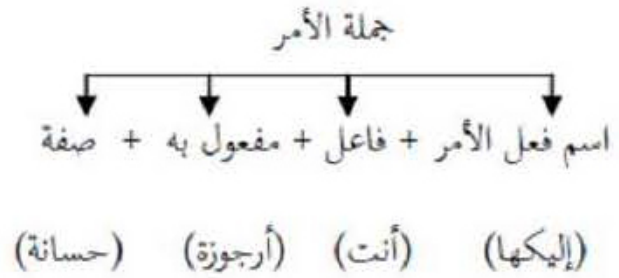 جملة الأمر
اسم فعل الأمر + فاعل + مفعول به + صفة
(إليكها) (أنت) (أرجوزة) (حسانة)